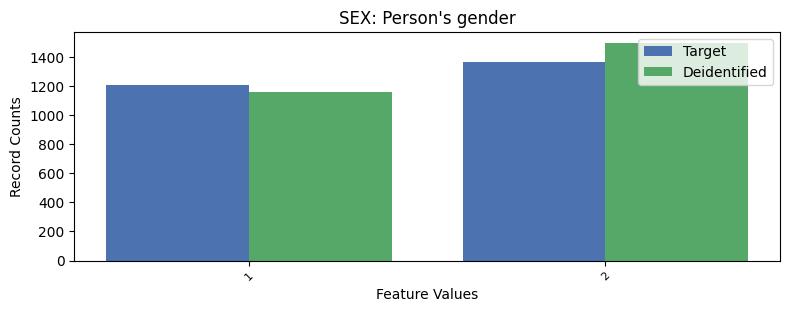 SEX: Person's gender
Record Counts
1400
1200
1000
800
600
400
200
0
Target
Deidentified
1
2
Feature Values